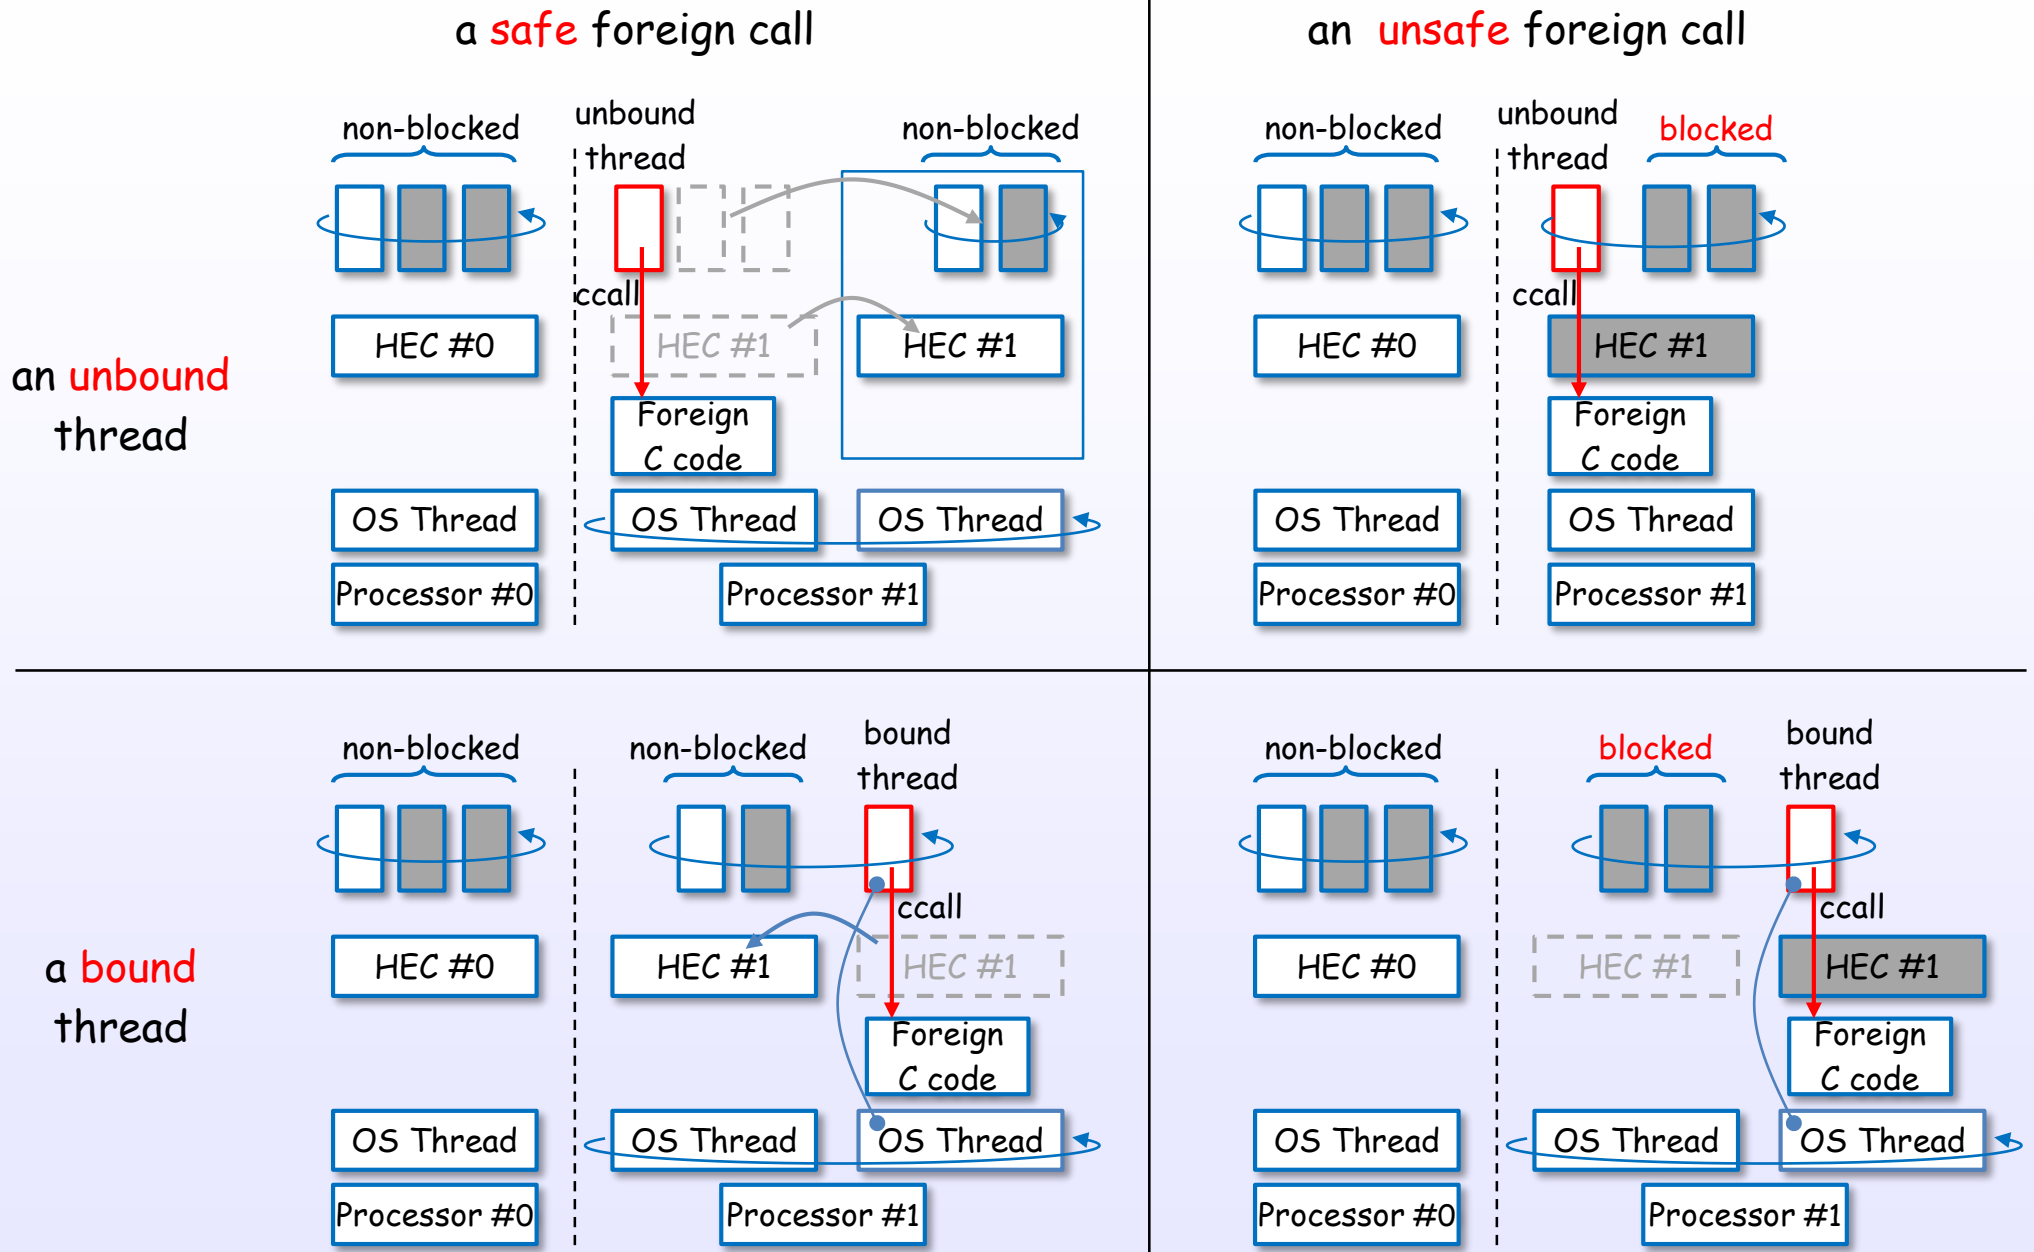 a safe foreign call
an unsafe foreign call
an unbound
thread
non-blocked
unbound
thread
non-blocked
ccall
HEC #0
HEC #1
HEC #1
Foreign
C code
OS Thread
OS Thread
OS Thread
Processor #0
Processor #1
non-blocked
unbound
thread
blocked
ccall
HEC #0
HEC #1
Foreign
C code
OS Thread
OS Thread
Processor #0
Processor #1
a bound
thread
non-blocked
non-blocked
bound
thread
ccall
HEC #0
HEC #1
HEC #1
Foreign
C code
OS Thread
OS Thread
OS Thread
Processor #0
Processor #1
non-blocked
blocked
bound
thread
ccall
HEC #0
HEC #1
HEC #1
Foreign
C code
OS Thread
OS Thread
OS Thread
Processor #0
Processor #1